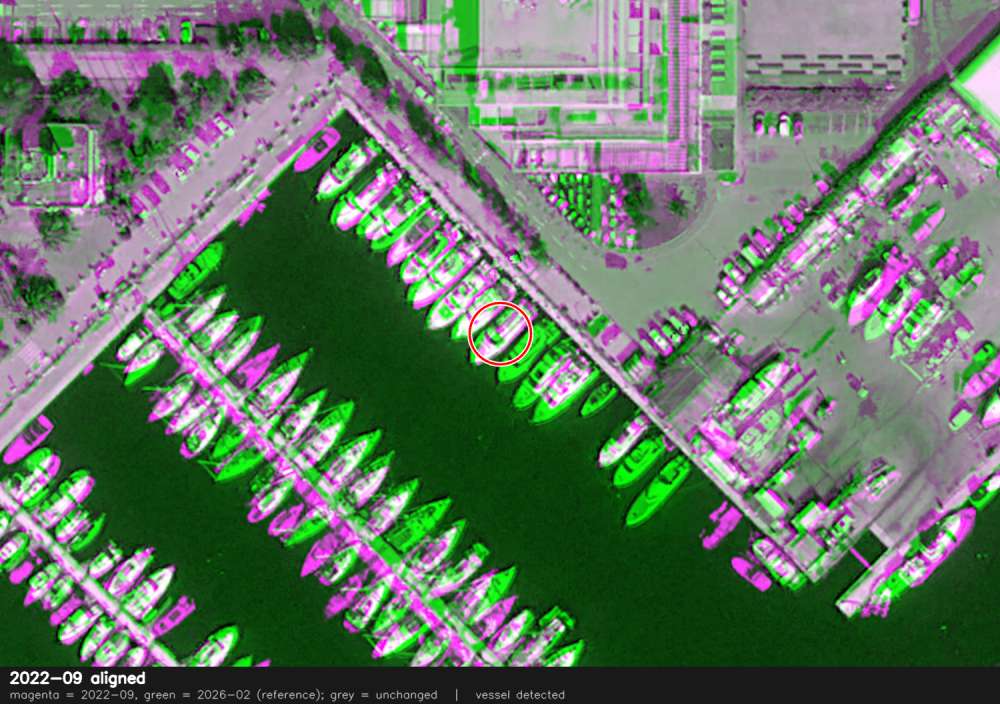 2022-09 aligned
magenta = 2022-09, green = 2026-02 (reference); grey = unchanged | vessel detected